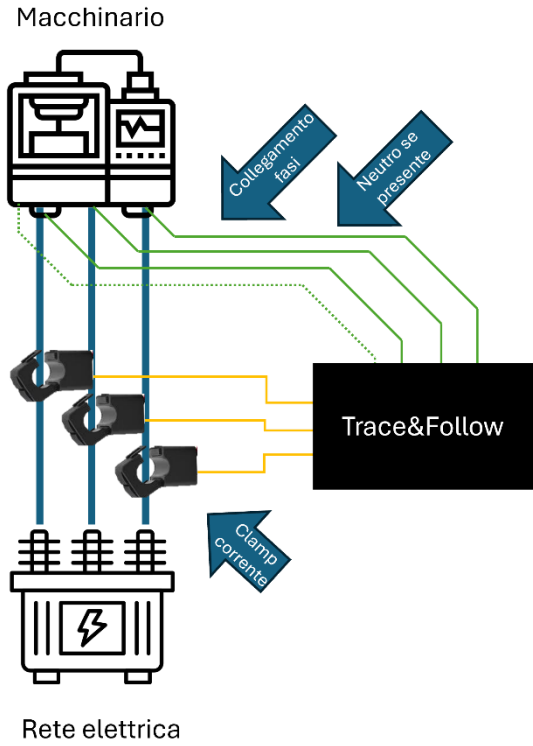 Macchinario
Collegamento
fasi
Neutro se
presente
Trace&Follow
Clamp
corrente
Rete elettrica